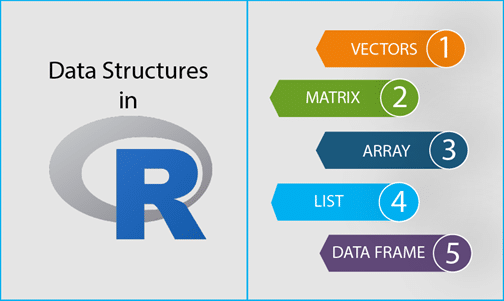 Data Structures
in
R
VECTORS 1
MATRIX 2
ARRAY 3
LIST 4
DATA FRAME 5